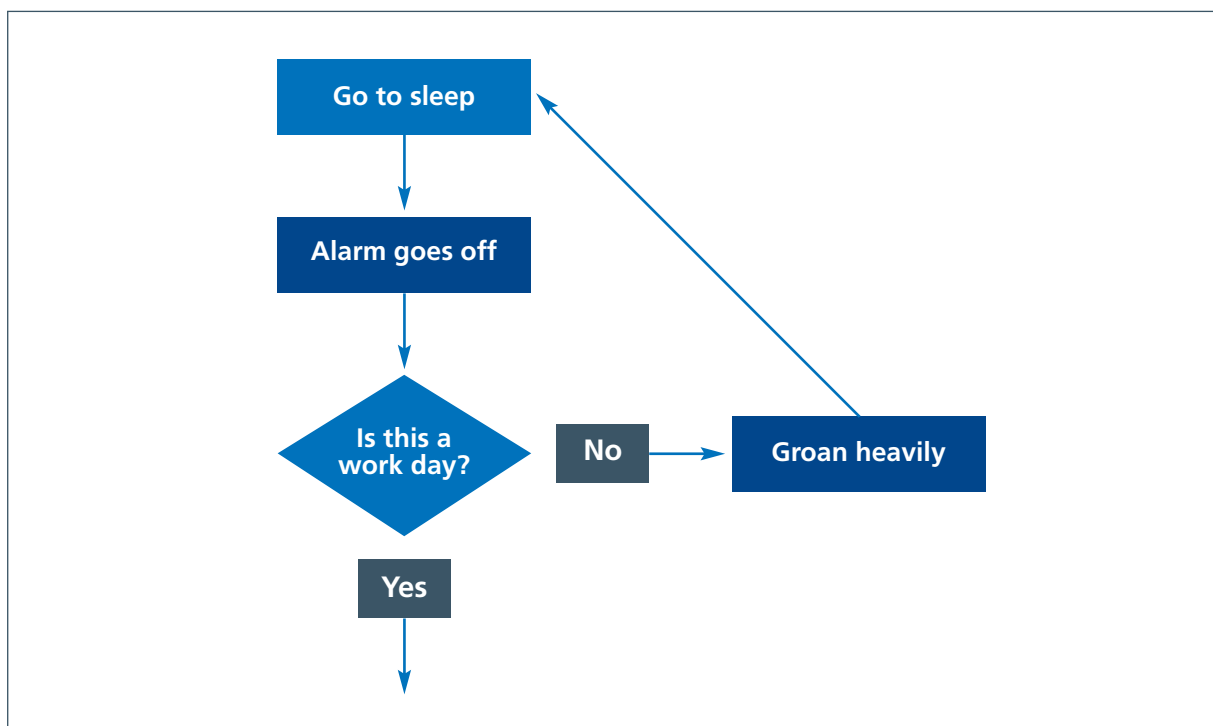 Go to sleep
Alarm goes off
Is this a
work day?
No
Groan heavily
Yes